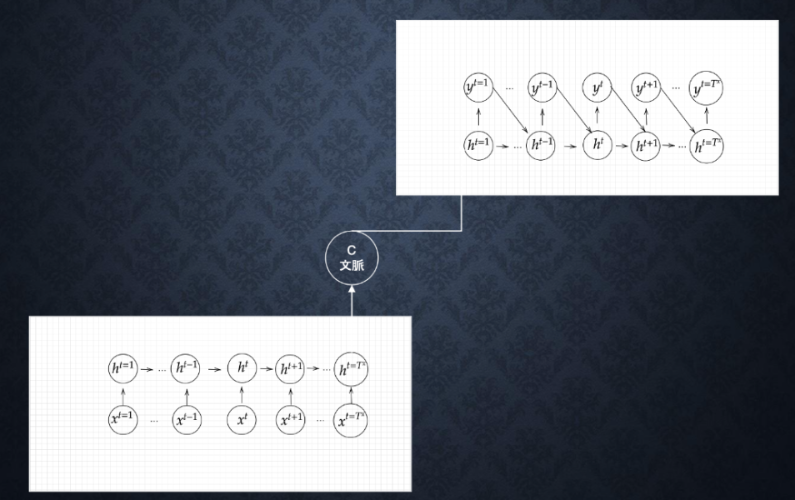 y^{t=1} ... y^{t-1} y^{t} y^{t+1} ... y^{t=T^x}
h^{t=1} ... h^{t-1} h^{t} h^{t+1} ... h^{t=T^x}
C
文脈
h^{t=1} ... h^{t-1} h^{t} h^{t+1} ... h^{t=T^x}
x^{t=1} ... x^{t-1} x^{t} x^{t+1} ... x^{t=T^x}